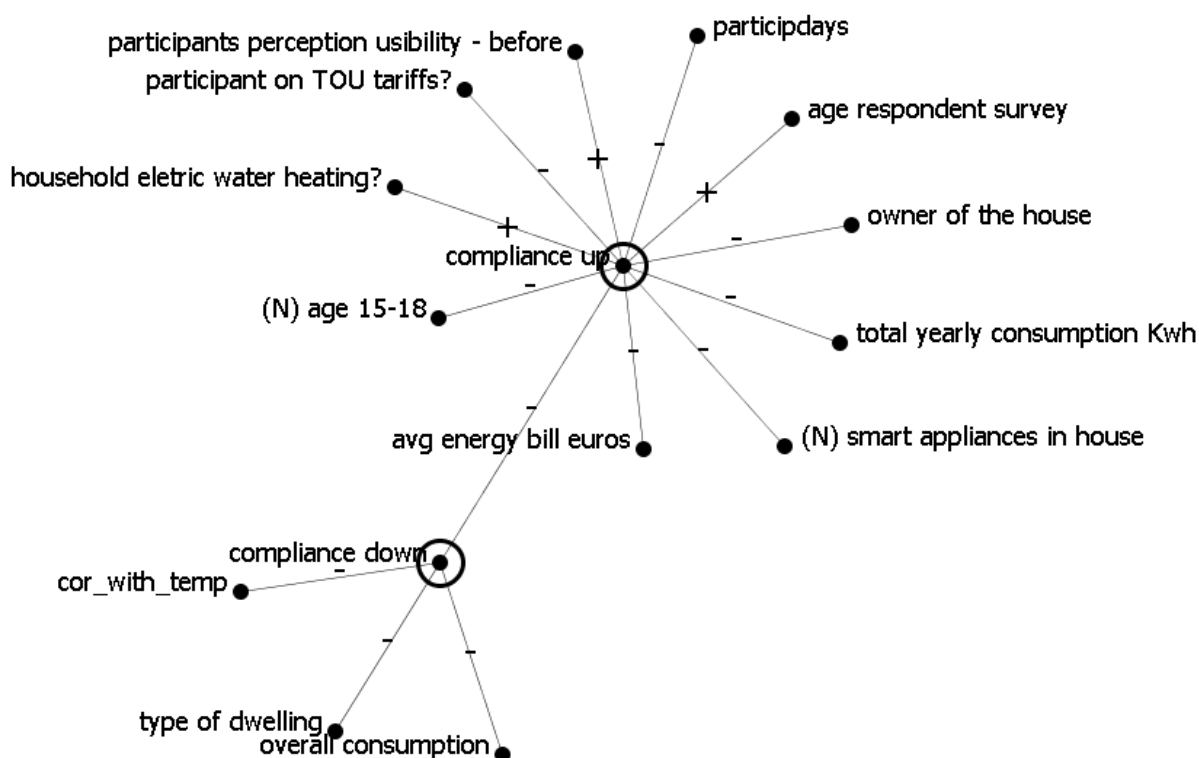 participdays
participants perception usibility - before
participant on TOU tariffs?
age respondent survey
household eletric water heating?
owner of the house
compliance up
(N) age 15-18
total yearly consumption Kwh
avg energy bill euros
(N) smart appliances in house
compliance down
cor_with_temp
type of dwelling
overall consumption